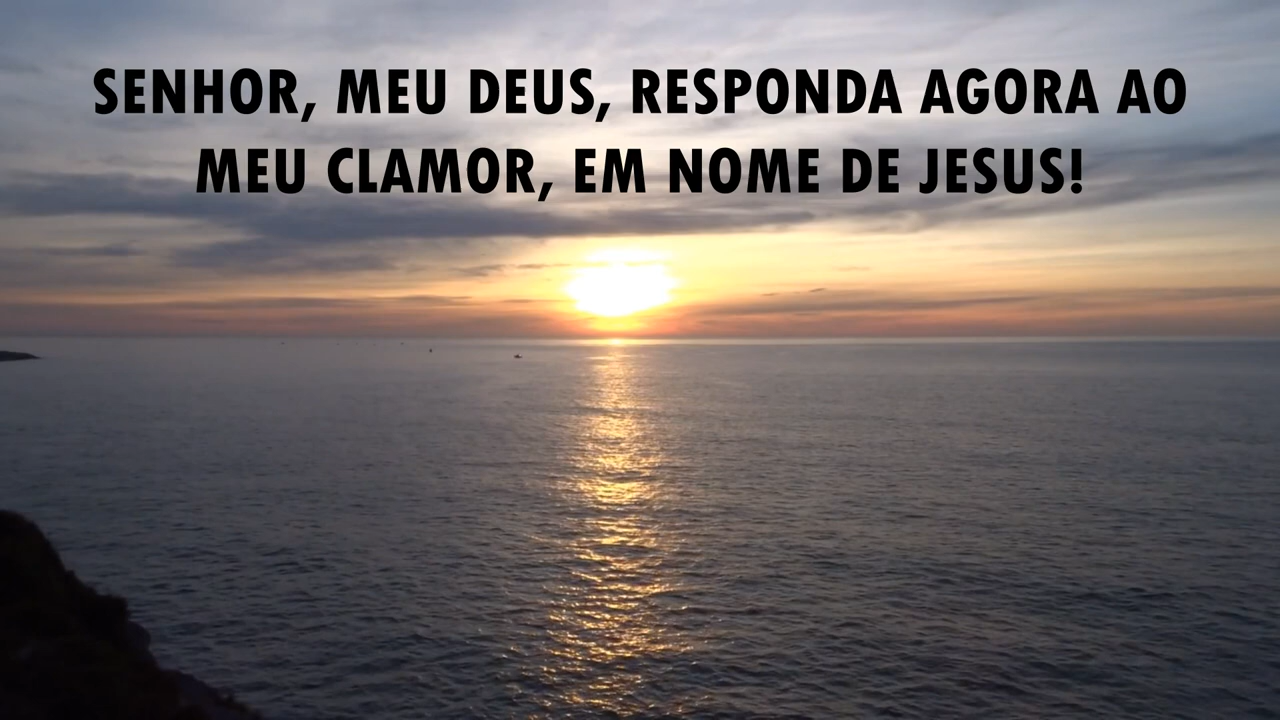 SENHOR, MEU DEUS, RESPONDA AGORA AO
MEU CLAMOR, EM NOME DE JESUS!